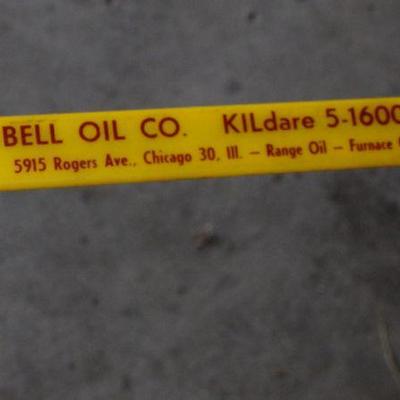 BELL OIL CO. KILdare 5-1600
5915 Rogers Ave., Chicago 30, Ill. – Range Oil – Furnace